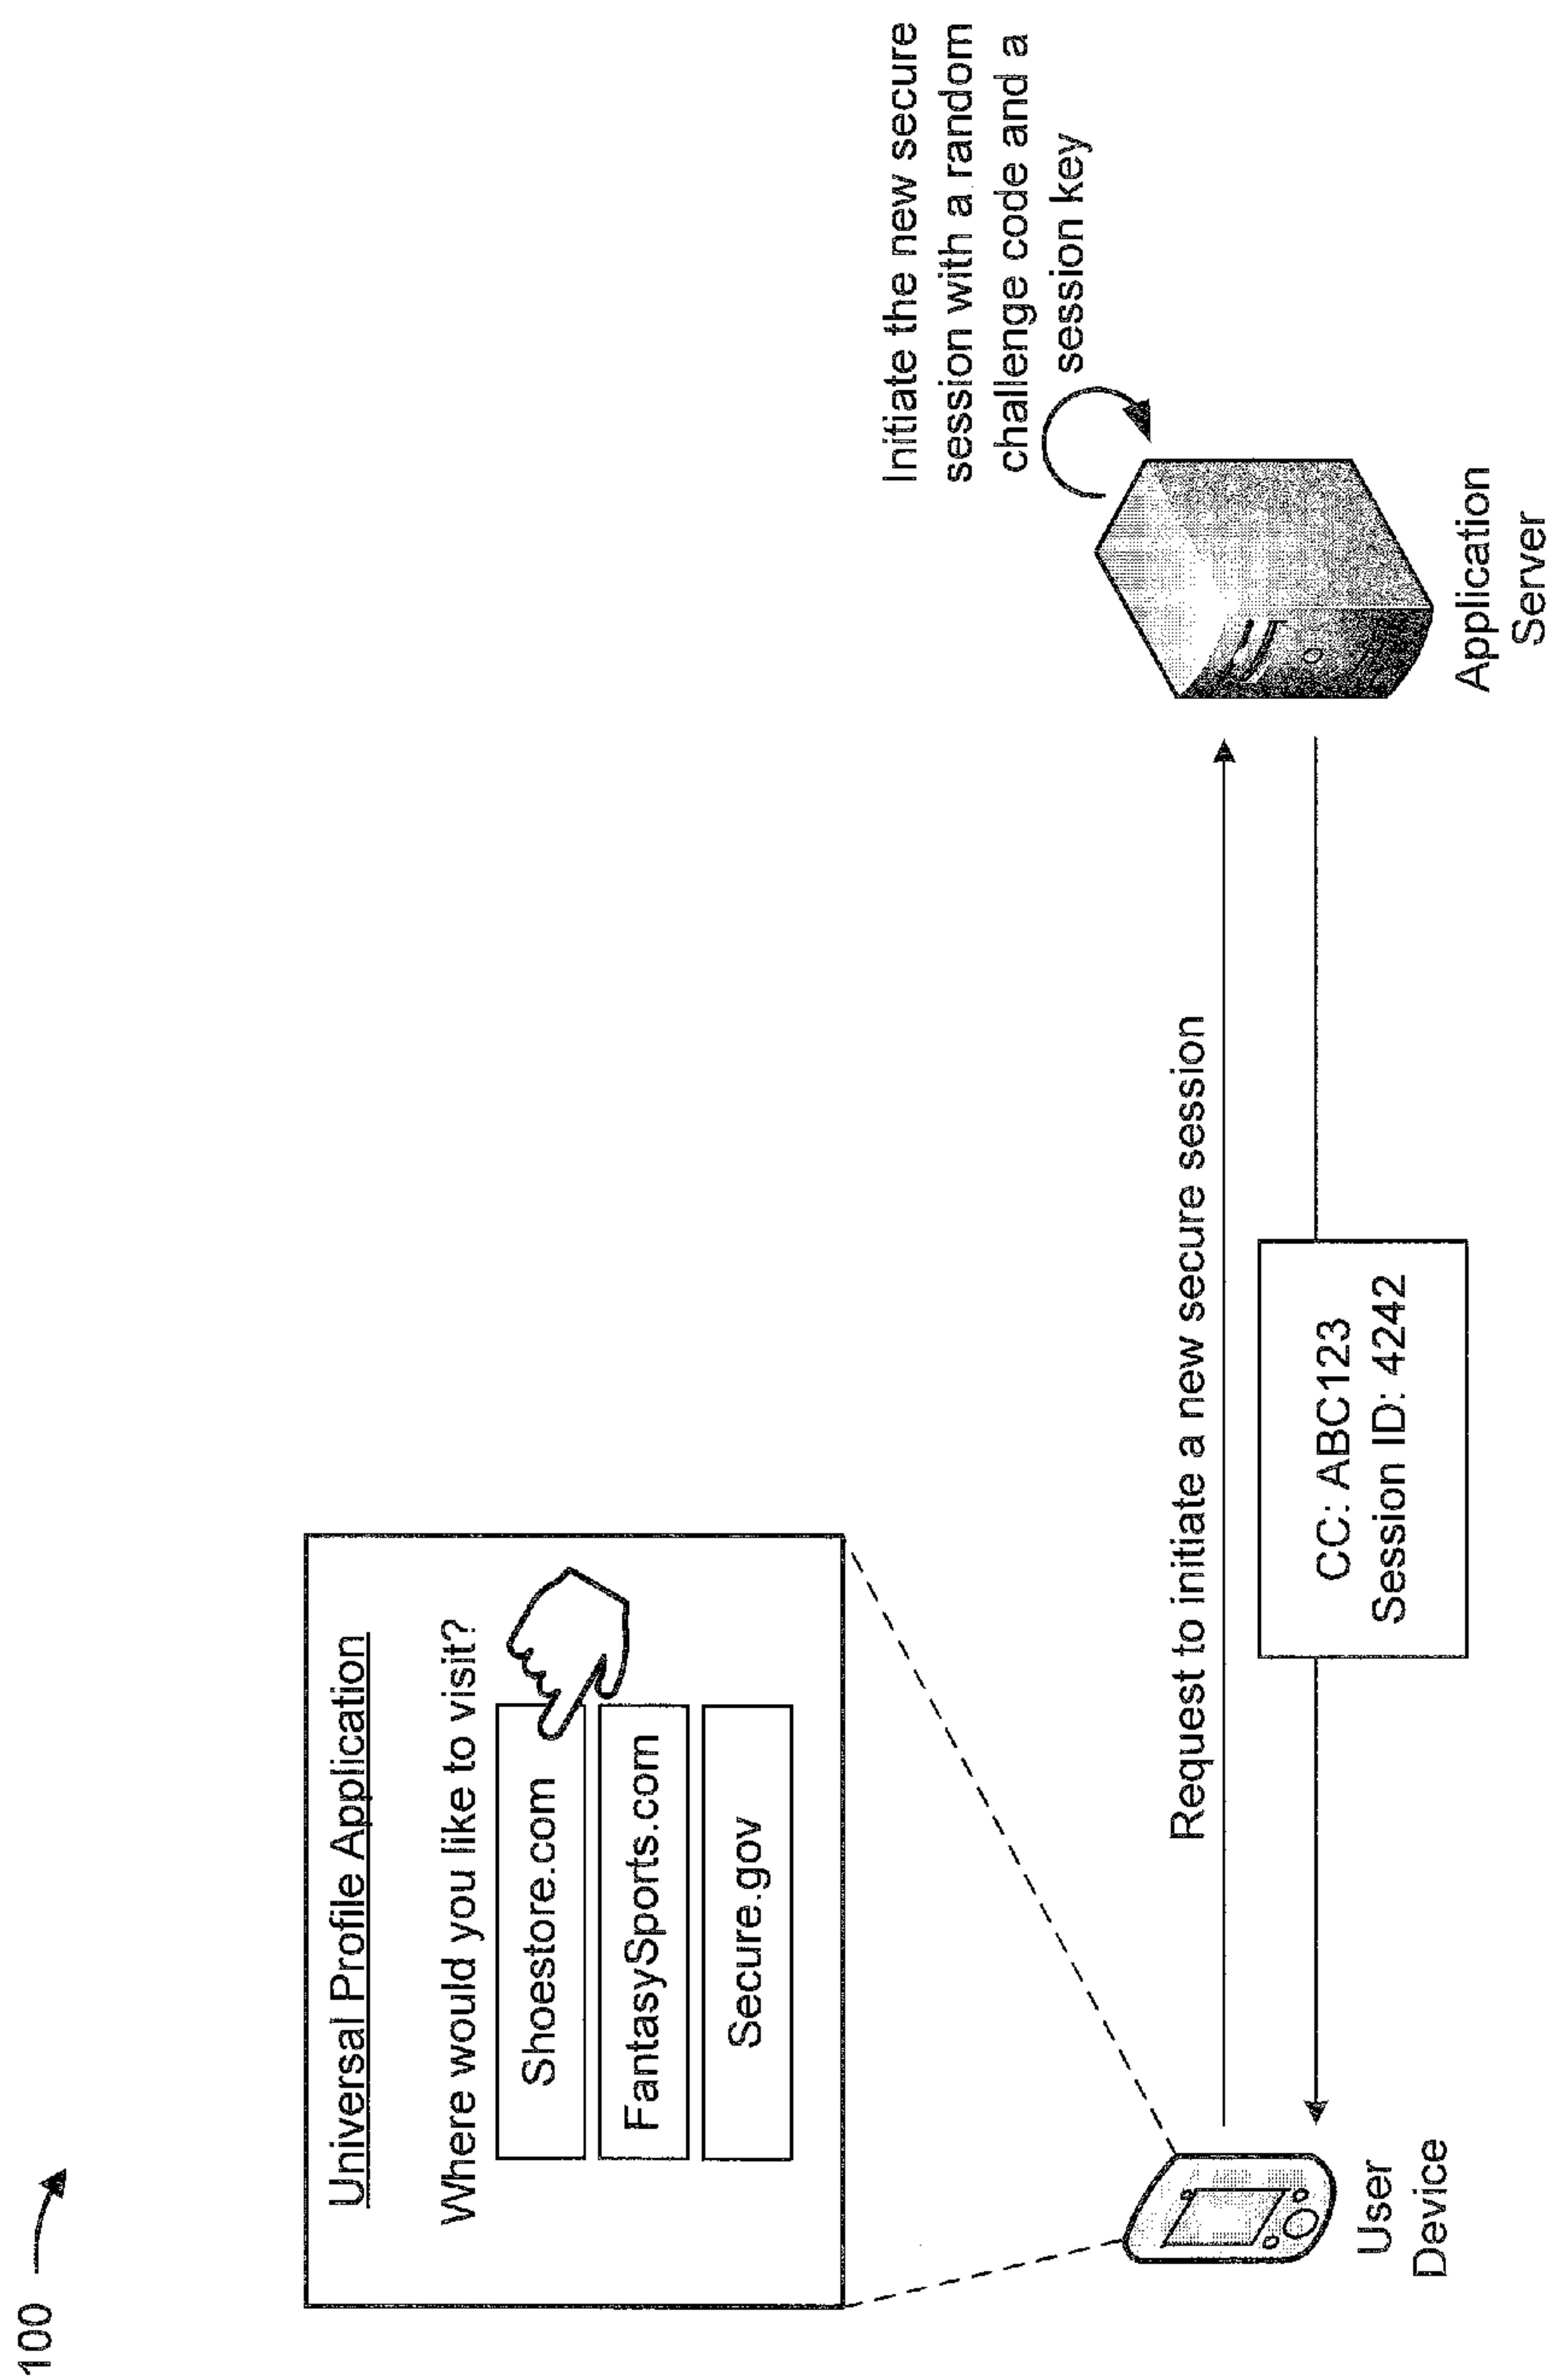 100
Universal Profile Application
Where would you like to visit?
Shoestore.com
FantasySports.com
Secure.gov
Initiate the new secure
session with a random
challenge code and a
session key
Request to initiate a new secure session
CC: ABC123
Session ID: 4242
User
Device
Application
Server